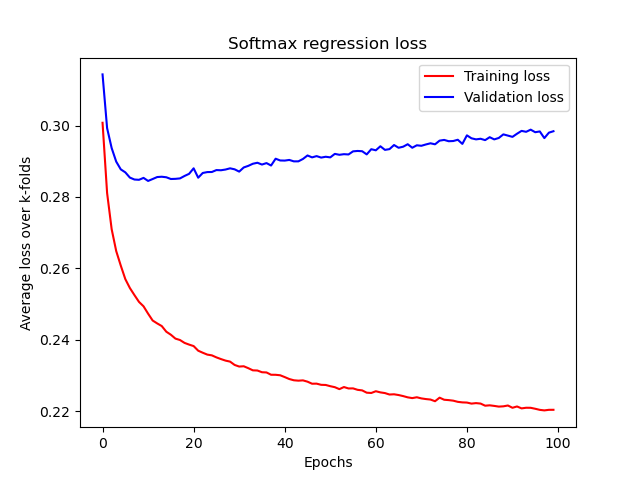 Softmax regression loss
Training loss
Validation loss
Average loss over k-folds
0.30
0.28
0.26
0.24
0.22
0 20 40 60 80 100
Epochs